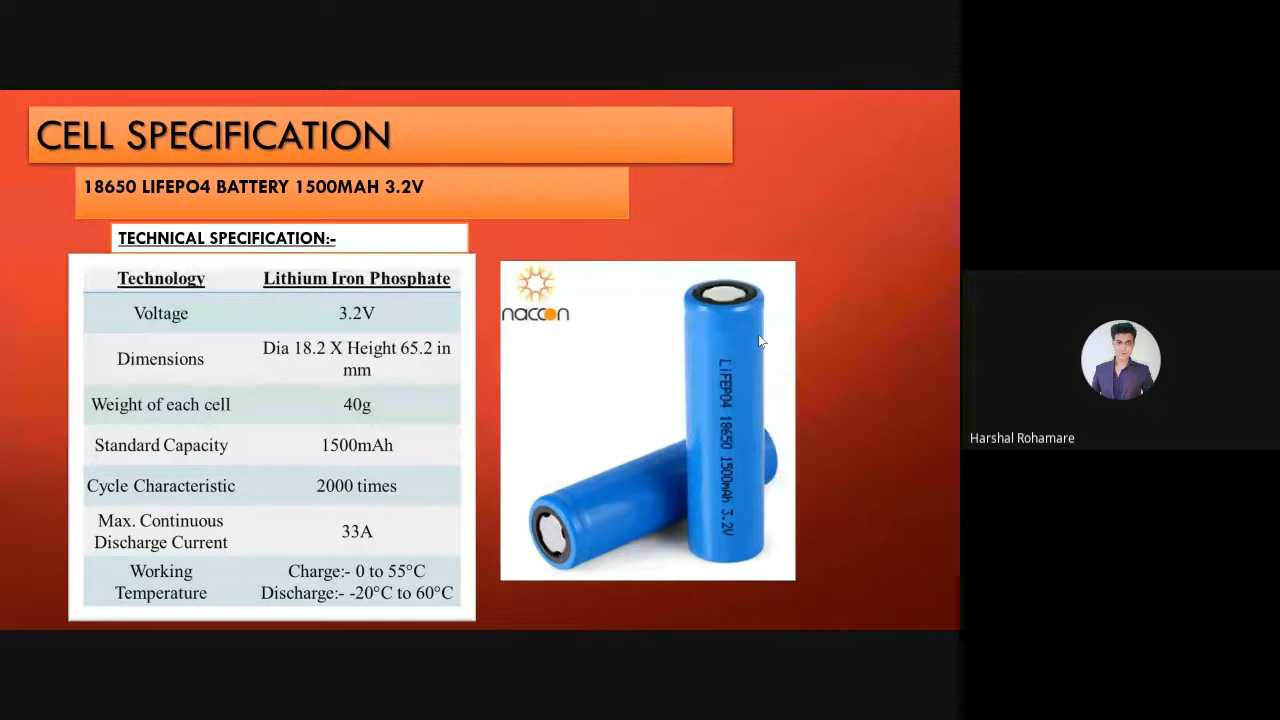 CELL SPECIFICATION
18650 LIFEPO4 BATTERY 1500MAH 3.2V
TECHNICAL SPECIFICATION:-
Technology Lithium Iron Phosphate
Voltage 3.2V
Dimensions Dia 18.2 X Height 65.2 in
mm
Weight of each cell 40g
Standard Capacity 1500mAh
Cycle Characteristic 2000 times
Max. Continuous
Discharge Current 33A
Working Charge:- 0 to 55°C
Temperature Discharge:- -20°C to 60°C
naccon
LiFEPO4 18650 1500mAh 3.2V
Harshal Rohamare